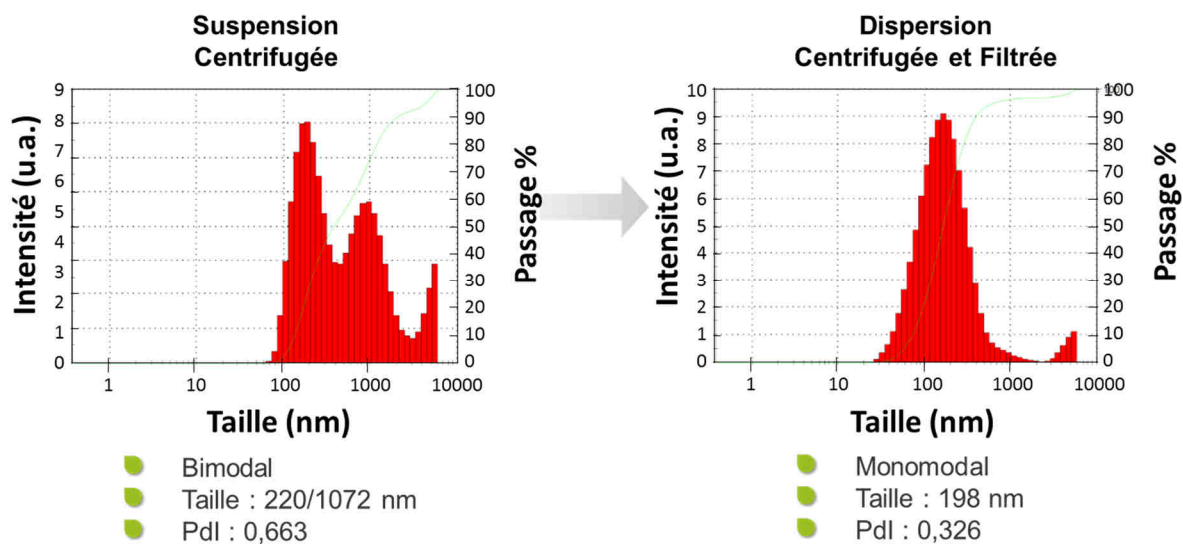 Suspension
Centrifugée
Intensité (u.a.)
9
8
7
6
5
4
3
2
1
0
100
90
80
70
60
50
40
30
20
10
0
Passage %
1 10 100 1000 10000
Taille (nm)
Bimodal
Taille : 220/1072 nm
PdI : 0,663
Dispersion
Centrifugée et Filtrée
Intensité (u.a.)
10
9
8
7
6
5
4
3
2
1
0
100
90
80
70
60
50
40
30
20
10
0
Passage %
1 10 100 1000 10000
Taille (nm)
Monomodal
Taille : 198 nm
PdI : 0,326